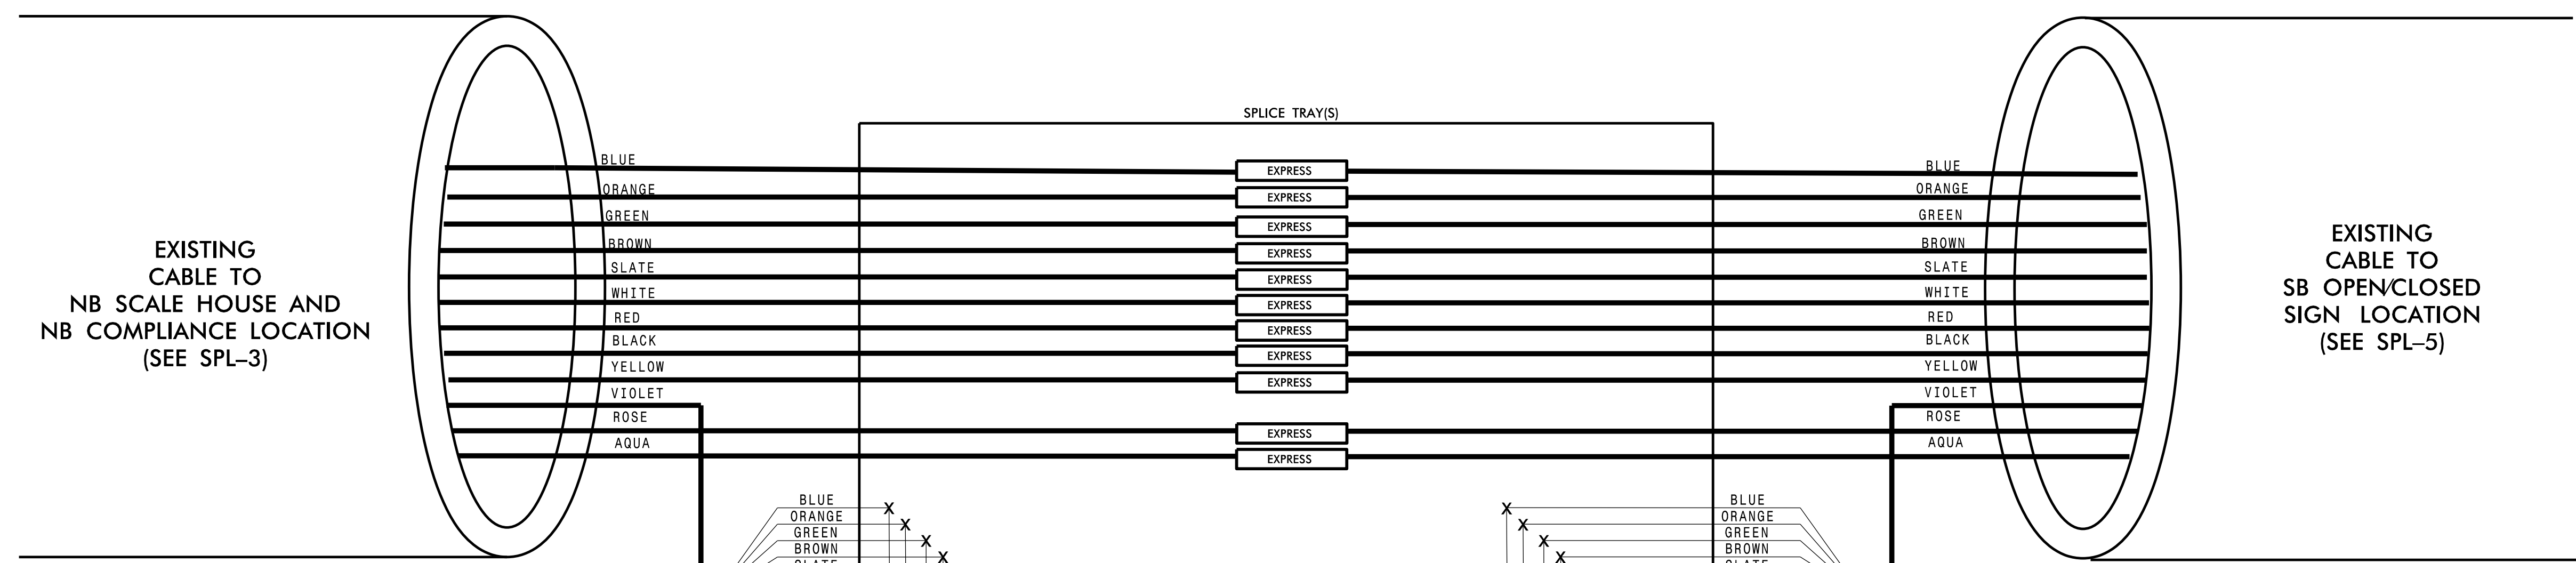 SPLICE TRAY(S)
EXISTING
CABLE TO
NB SCALE HOUSE AND
NB COMPLIANCE LOCATION
(SEE SPL–3)
BLUE
ORANGE
GREEN
BROWN
SLATE
WHITE
RED
BLACK
YELLOW
VIOLET
ROSE
AQUA
EXPRESS
EXPRESS
EXPRESS
EXPRESS
EXPRESS
EXPRESS
EXPRESS
EXPRESS
EXPRESS
EXPRESS
EXPRESS
BLUE
ORANGE
GREEN
BROWN
SLATE
WHITE
RED
BLACK
YELLOW
VIOLET
ROSE
AQUA
EXISTING
CABLE TO
SB OPEN/CLOSED
SIGN LOCATION
(SEE SPL–5)
BLUE X
ORANGE X
GREEN X
BROWN X
SLATE
X BLUE
X ORANGE
X GREEN
X BROWN
SLATE